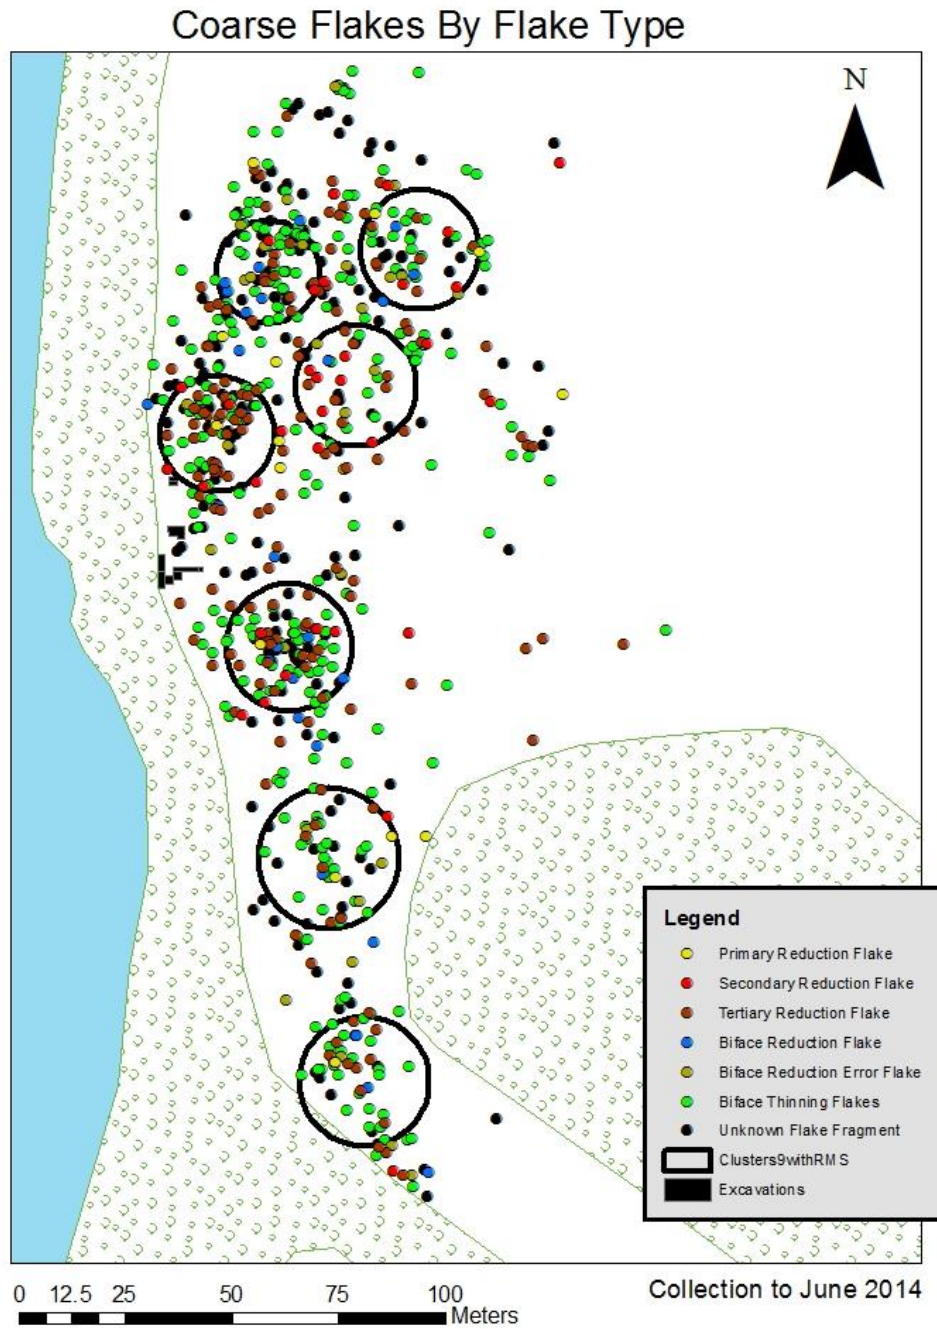 Coarse Flakes By Flake Type
N
Legend
Primary Reduction Flake
Secondary Reduction Flake
Tertiary Reduction Flake
Biface Reduction Flake
Biface Reduction Error Flake
Biface Thinning Flakes
Unknown Flake Fragment
Clusters9withRMS
Excavations
0 12.5 25 50 75 100
Meters
Collection to June 2014